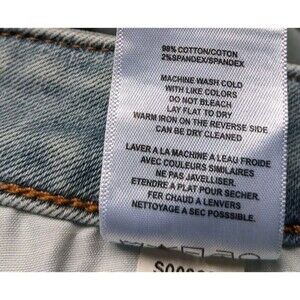 98% COTTON/COTON
2%SPANDEX/SPANDEX
MACHINE WASH COLD
WITH LIKE COLORS
DO NOT BLEACH
LAY FLAT TO DRY
WARM IRON ON THE REVERSE SIDE
CAN BE DRY CLEANED
LAVER A LA MACHINE A LEAU FROIDE
AVEC COULEURS SIMILAIRES
NE PAS JAVELLISER.
ETENDRE A PLAT POUR SECHER.
FER CHAUD A LENVERS
NETTOYAGE A SEC POSSSIBLE.